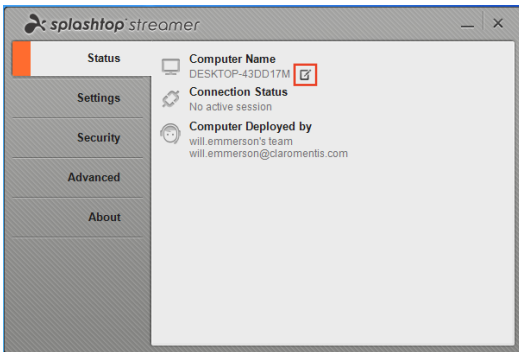 splashtop streamer
Status
Computer Name
DESKTOP-43DD17M
Settings
Connection Status
No active session
Security
Computer Deployed by
will.emmerson's team
will.emmerson@claromentis.com
Advanced
About